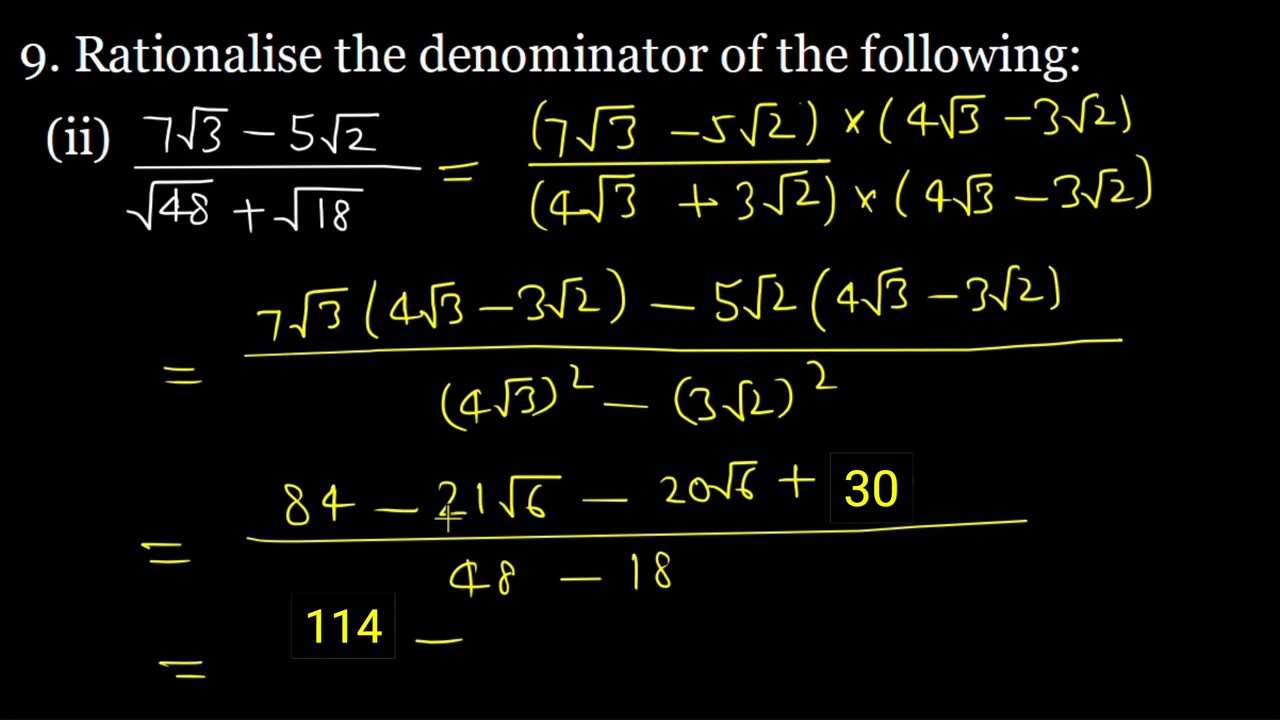 9. Rationalise the denominator of the following:
(ii) (7√3 − 5√2) / (√48 + √18) = ((7√3 − 5√2) × (4√3 − 3√2)) / ((4√3 + 3√2) × (4√3 − 3√2))
= (7√3(4√3 − 3√2) − 5√2(4√3 − 3√2)) / ((4√3)² − (3√2)²)
= (84 − 21√6 − 20√6 + 30) / (48 − 18)
= 114 −